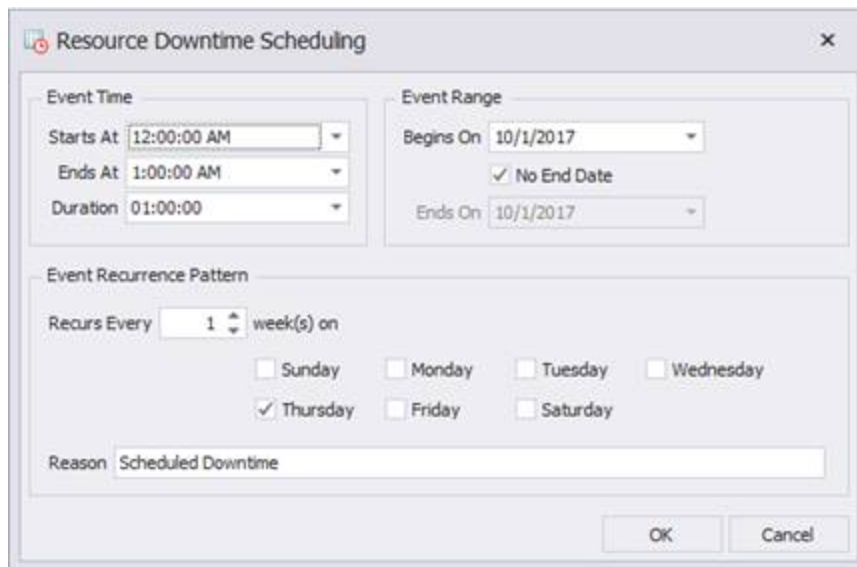 Resource Downtime Scheduling
Event Time
Starts At 12:00:00 AM
Ends At 1:00:00 AM
Duration 01:00:00
Event Range
Begins On 10/1/2017
No End Date
Ends On 10/1/2017
Event Recurrence Pattern
Recurs Every 1 week(s) on
Sunday Monday Tuesday Wednesday
Thursday Friday Saturday
Reason Scheduled Downtime
OK Cancel